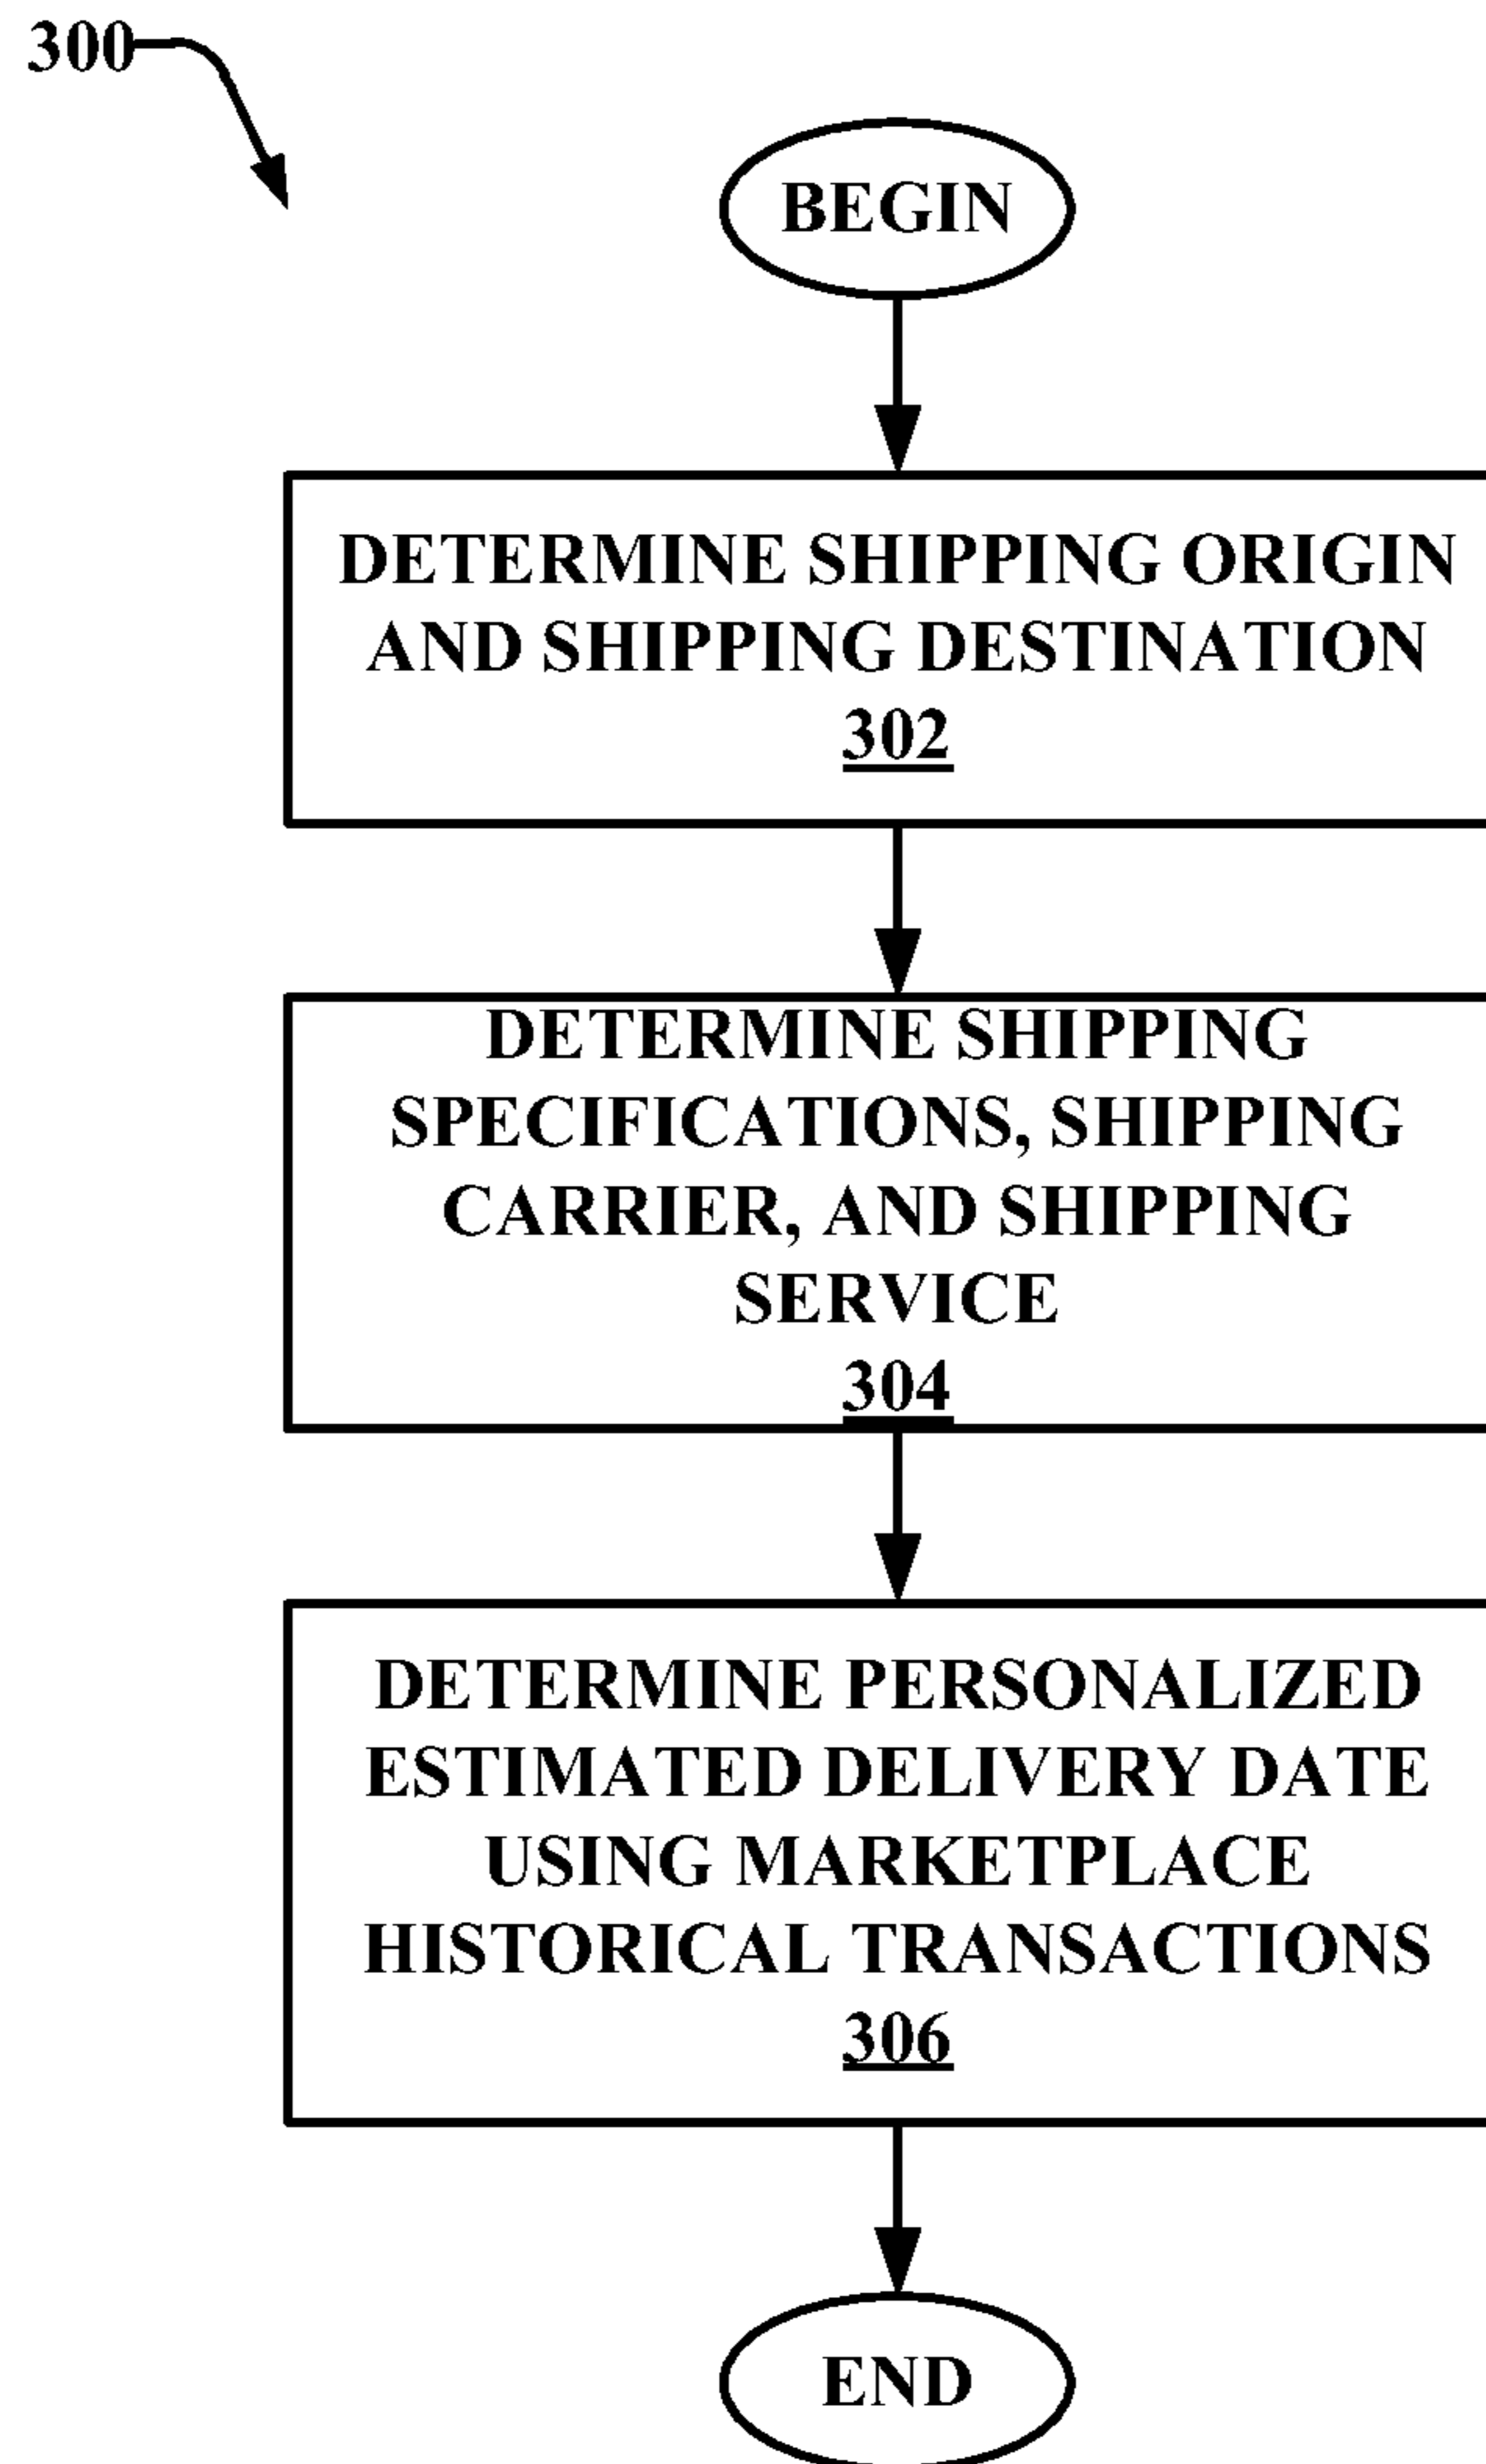 300
BEGIN
DETERMINE SHIPPING ORIGIN
AND SHIPPING DESTINATION
302
DETERMINE SHIPPING
SPECIFICATIONS, SHIPPING
CARRIER, AND SHIPPING
SERVICE
304
DETERMINE PERSONALIZED
ESTIMATED DELIVERY DATE
USING MARKETPLACE
HISTORICAL TRANSACTIONS
306
END